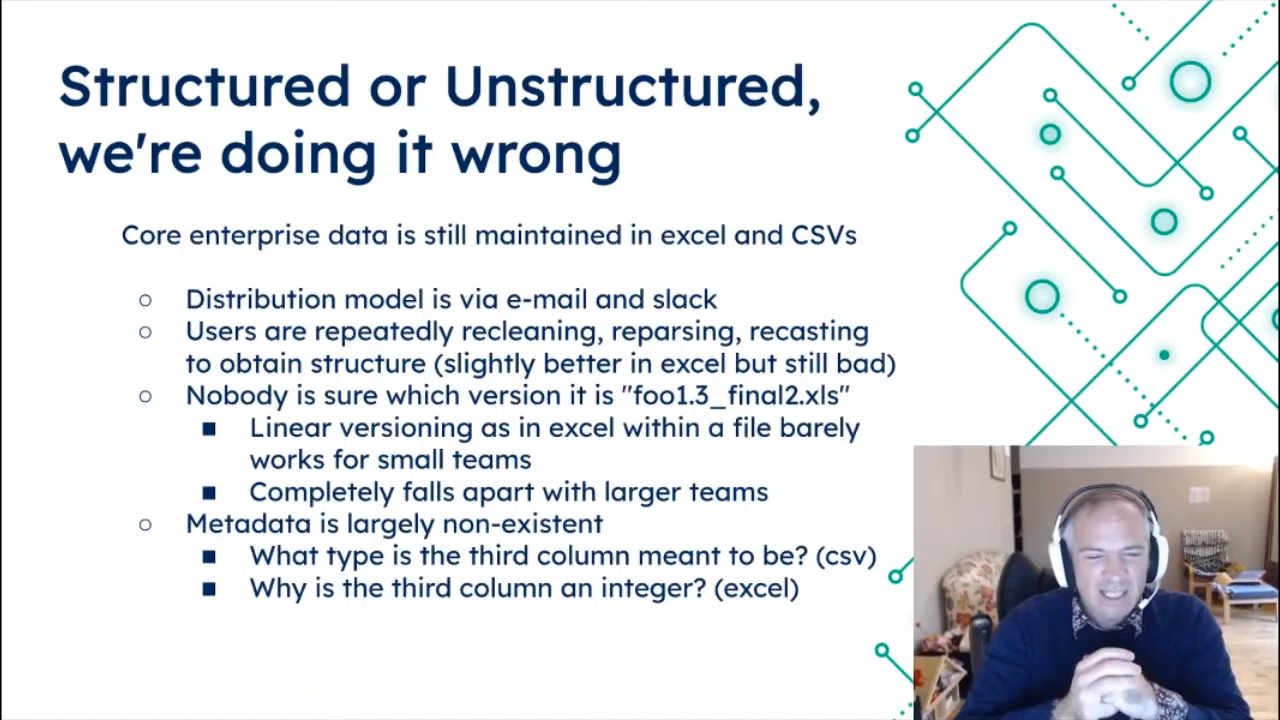 Structured or Unstructured,
we're doing it wrong
Core enterprise data is still maintained in excel and CSVs
○ Distribution model is via e-mail and slack
○ Users are repeatedly recleaning, reparsing, recasting
to obtain structure (slightly better in excel but still bad)
○ Nobody is sure which version it is "foo1.3_final2.xls"
■ Linear versioning as in excel within a file barely
works for small teams
■ Completely falls apart with larger teams
○ Metadata is largely non-existent
■ What type is the third column meant to be? (csv)
■ Why is the third column an integer? (excel)